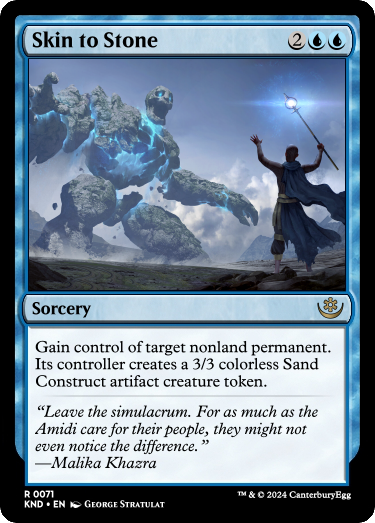 Skin to Stone 2
Sorcery
Gain control of target nonland permanent.
Its controller creates a 3/3 colorless Sand
Construct artifact creature token.
“Leave the simulacrum. For as much as the
Amidi care for their people, they might not
even notice the difference.”
—Malika Khazra
R 0071
KND • EN GEORGE STRATULAT ™ & © 2024 CanterburyEgg